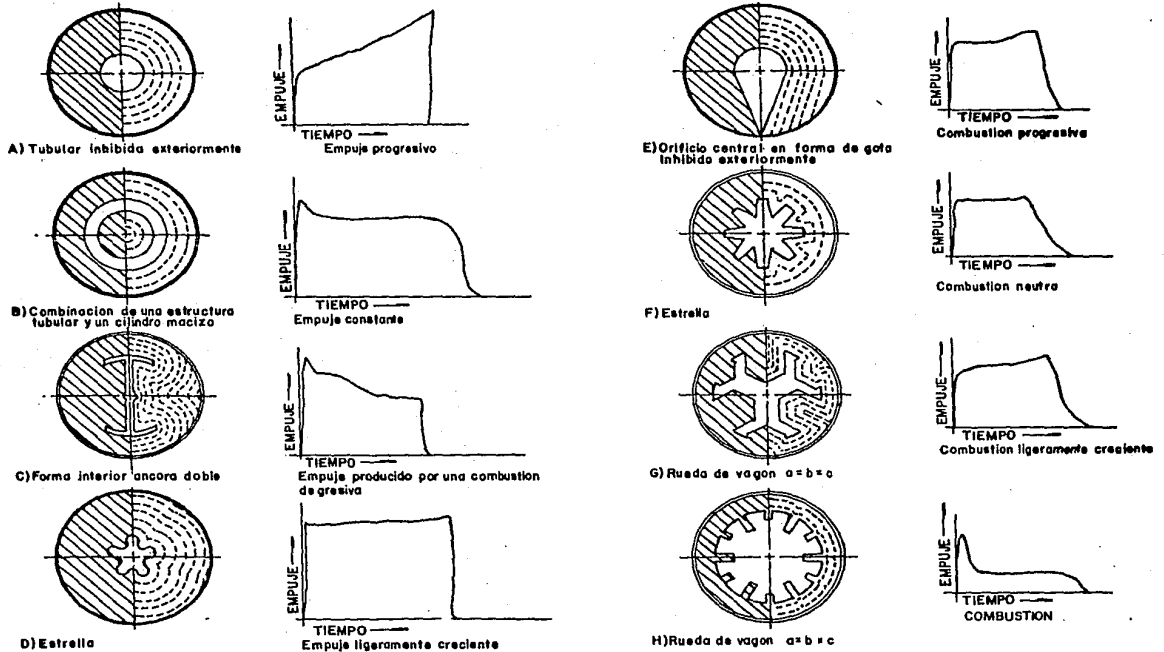 EMPUJE
TIEMPO
A) Tubular inhibida exteriormente
Empuje progresivo
EMPUJE
TIEMPO
B) Combinacion de una estructura
tubular y un cilindro macizo
Empuje constante
EMPUJE
TIEMPO
C) Forma interior ancora doble
Empuje producido por una combustion
de gresiva
EMPUJE
TIEMPO
D) Estrella
Empuje ligeramente creciente
EMPUJE
TIEMPO
Combustion progresiva
E) Orificio central en forma de gota
Inhibida exteriormente
EMPUJE
TIEMPO
Combustion neutra
F) Estrella
EMPUJE
TIEMPO
Combustion ligeramente creciente
G) Rueda de vagon a=b=c
EMPUJE
TIEMPO
COMBUSTION
H) Rueda de vagon a=b=c